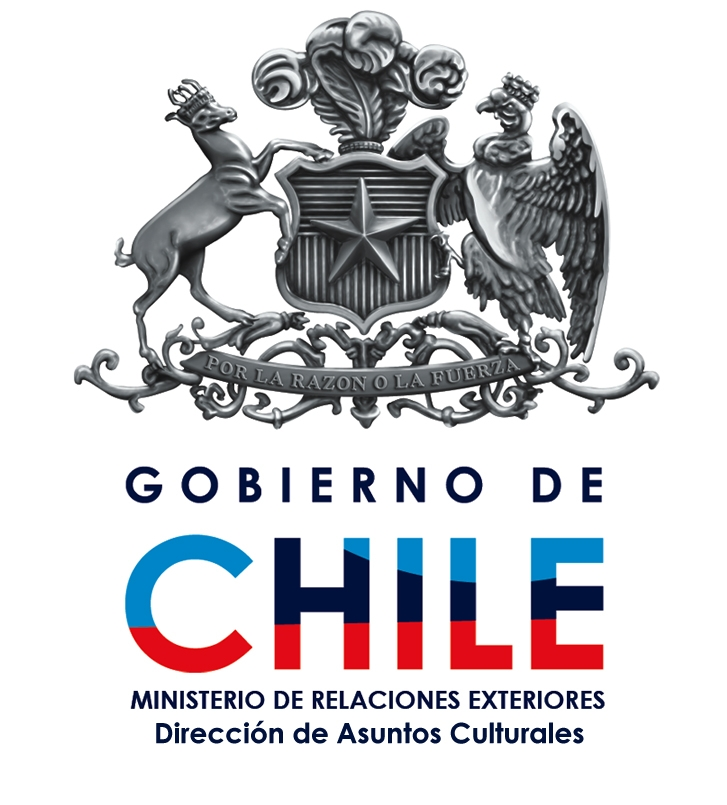 POR LA RAZON O LA FUERZA
GOBIERNO DE
CHILE
MINISTERIO DE RELACIONES EXTERIORES
Dirección de Asuntos Culturales